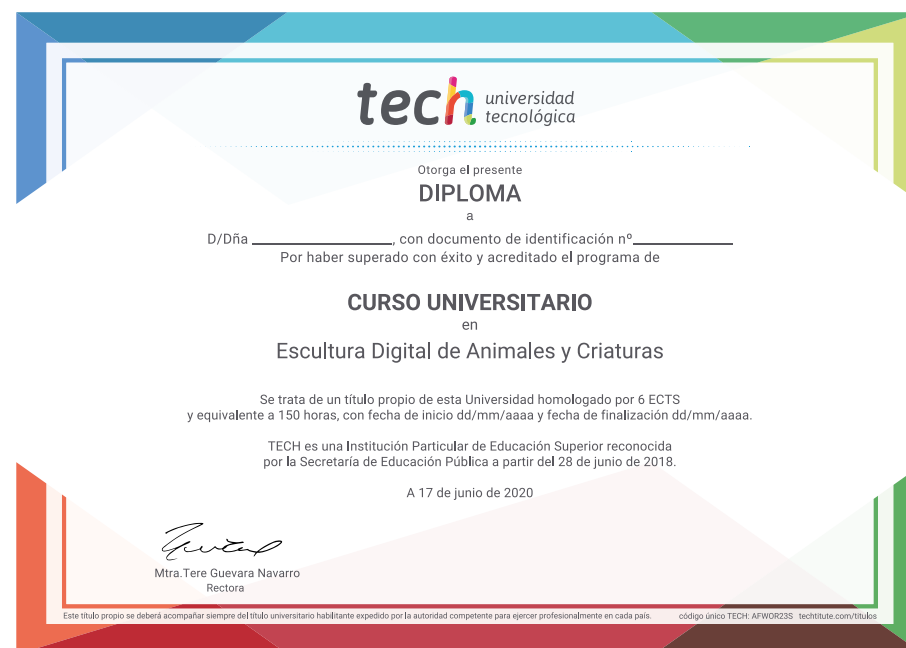 tech universidad
tecnológica
Otorga el presente
DIPLOMA
a
D/Dña ____________________, con documento de identificación nº______________
Por haber superado con éxito y acreditado el programa de
CURSO UNIVERSITARIO
en
Escultura Digital de Animales y Criaturas
Se trata de un título propio de esta Universidad homologado por 6 ECTS
y equivalente a 150 horas, con fecha de inicio dd/mm/aaaa y fecha de finalización dd/mm/aaaa.
TECH es una Institución Particular de Educación Superior reconocida
por la Secretaría de Educación Pública a partir del 28 de junio de 2018.
A 17 de junio de 2020
Mtra.Tere Guevara Navarro
Rectora
Este título propio se deberá acompañar siempre del título universitario habilitante expedido por la autoridad competente para ejercer profesionalmente en cada país. código único TECH: AFWOR23S techtitute.com/títulos